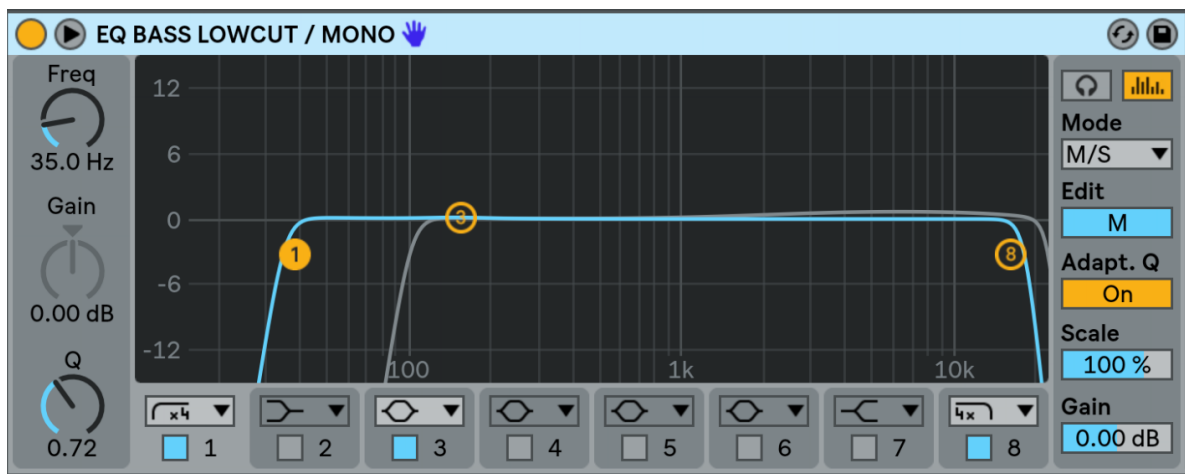 EQ BASS LOWCUT / MONO
Freq
35.0 Hz
Gain
0.00 dB
Q
0.72
12
6
0
-6
-12
100
1k
10k
1
3
8
x4
4x
1
2
3
4
5
6
7
8
Mode
M/S
Edit
M
Adapt. Q
On
Scale
100 %
Gain
0.00 dB